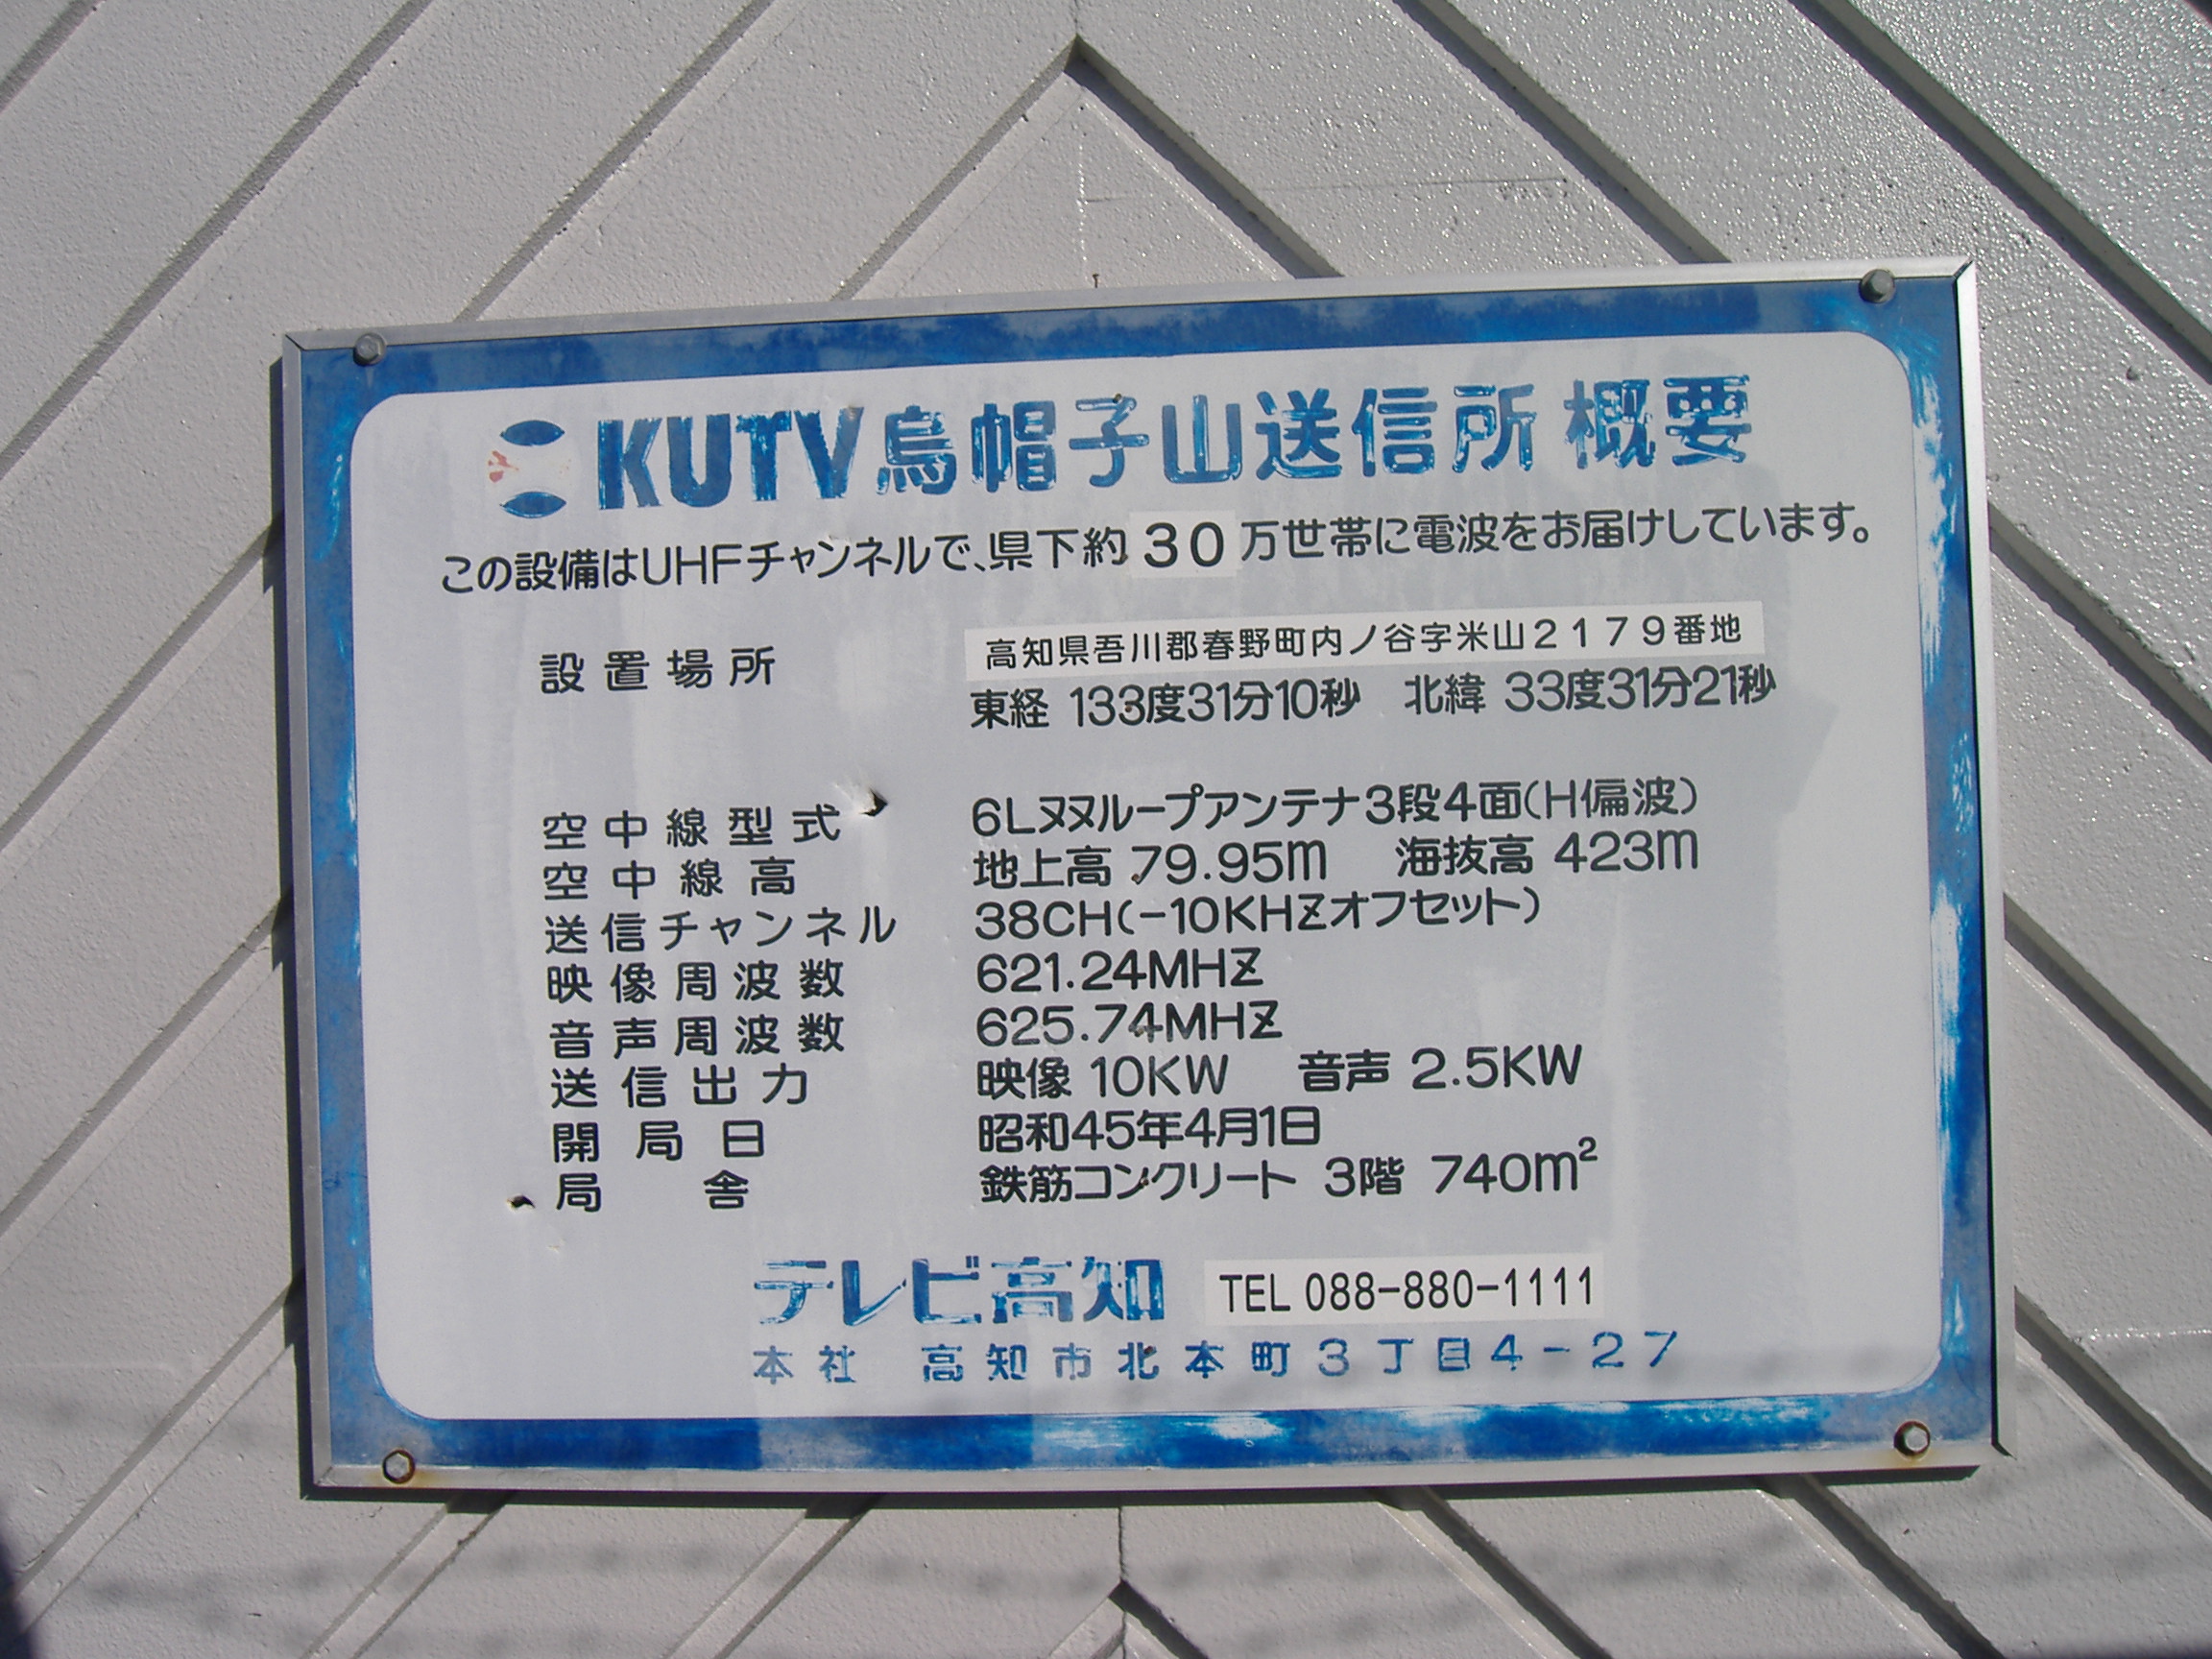 KUTV烏帽子山送信所 概要
この設備はUHFチャンネルで、県下約30万世帯に電波をお届けしています。
設置場所 高知県吾川郡春野町内ノ谷字米山2179番地
東経 133度31分10秒 北緯 33度31分21秒
空中線型式 6Lヌヌループアンテナ3段4面(H偏波)
空中線高 地上高 79.95m 海抜高 423m
送信チャンネル 38CH(-10KHZオフセット)
映像周波数 621.24MHZ
音声周波数 625.74MHZ
送信出力 映像 10KW 音声 2.5KW
開局日 昭和45年4月1日
局舎 鉄筋コンクリート 3階 740m²
テレビ高知 TEL 088-880-1111
本社 高知市北本町3丁目4-27